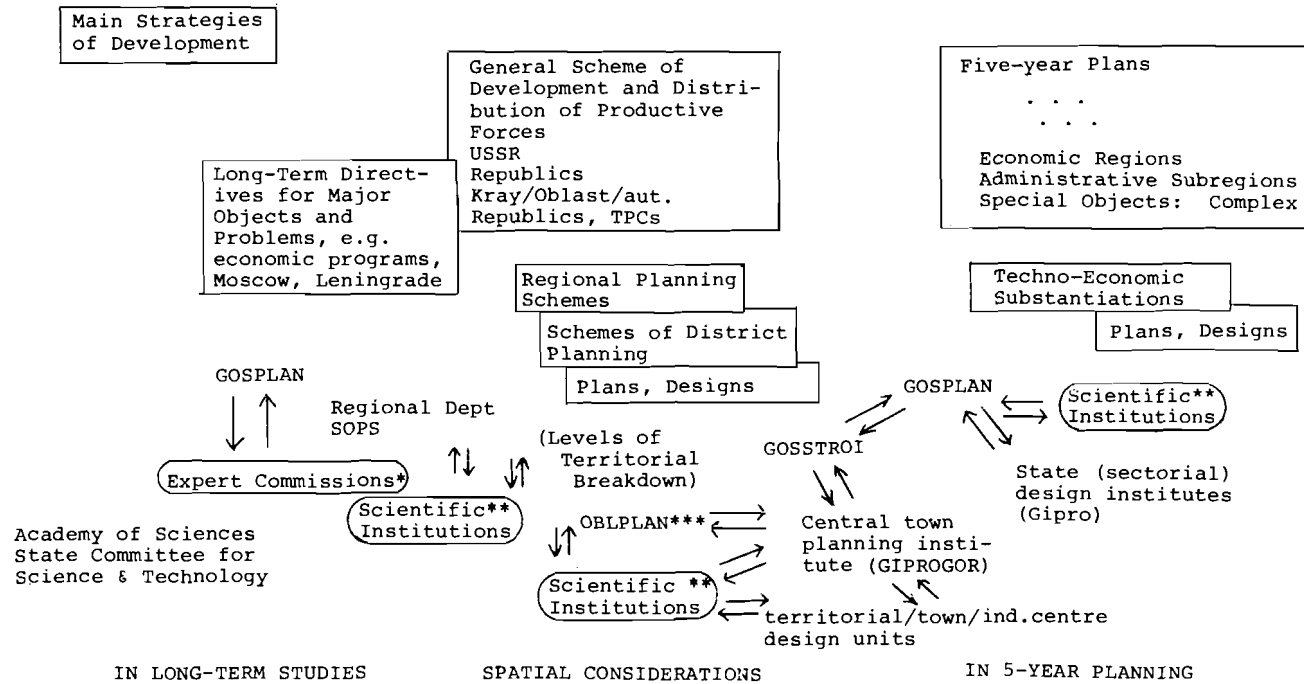 Main Strategies
of Development
General Scheme of
Development and Distri-
bution of Productive
Forces
USSR
Republics
Kray/Oblast/aut.
Republics, TPCs
Five-year Plans
. . .
. . .
Economic Regions
Administrative Subregions
Special Objects: Complex
Long-Term Direct-
ives for Major
Objects and
Problems, e.g.
economic programs,
Moscow, Leningrade
Regional Planning
Schemes
Schemes of District
Planning
Plans, Designs
Techno-Economic
Substantiations
Plans, Designs
GOSPLAN
Regional Dept
SOPS
Expert Commissions*
Scientific**
Institutions
(Levels of
Territorial
Breakdown)
Academy of Sciences
State Committee for
Science & Technology
OBLPLAN***
Scientific **
Institutions
GOSPLAN
GOSSTROI
Scientific**
Institutions
State (sectorial)
design institutes
(Gipro)
Central town
planning insti-
tute (GIPROGOR)
territorial/town/ind.centre
design units
IN LONG-TERM STUDIES
SPATIAL CONSIDERATIONS
IN 5-YEAR PLANNING